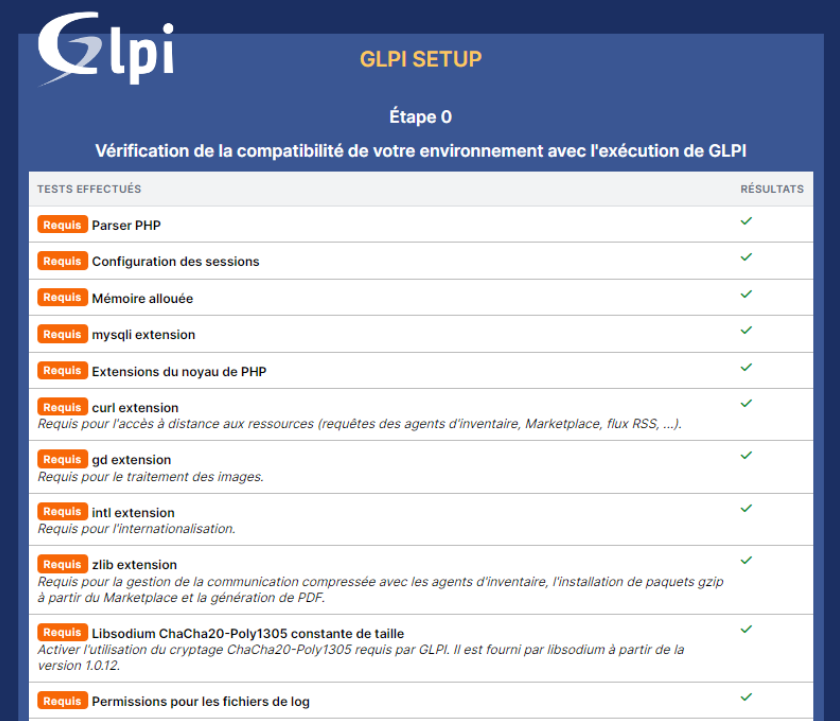 Glpi
GLPI SETUP
Étape 0
Vérification de la compatibilité de votre environnement avec l'exécution de GLPI
TESTS EFFECTUÉS RÉSULTATS
Requis Parser PHP
Requis Configuration des sessions
Requis Mémoire allouée
Requis mysqli extension
Requis Extensions du noyau de PHP
Requis curl extension
Requis pour l'accès à distance aux ressources (requêtes des agents d'inventaire, Marketplace, flux RSS, ...).
Requis gd extension
Requis pour le traitement des images.
Requis intl extension
Requis pour l'internationalisation.
Requis zlib extension
Requis pour la gestion de la communication compressée avec les agents d'inventaire, l'installation de paquets gzip
à partir du Marketplace et la génération de PDF.
Requis Libsodium ChaCha20-Poly1305 constante de taille
Activer l'utilisation du cryptage ChaCha20-Poly1305 requis par GLPI. Il est fourni par libsodium à partir de la
version 1.0.12.
Requis Permissions pour les fichiers de log